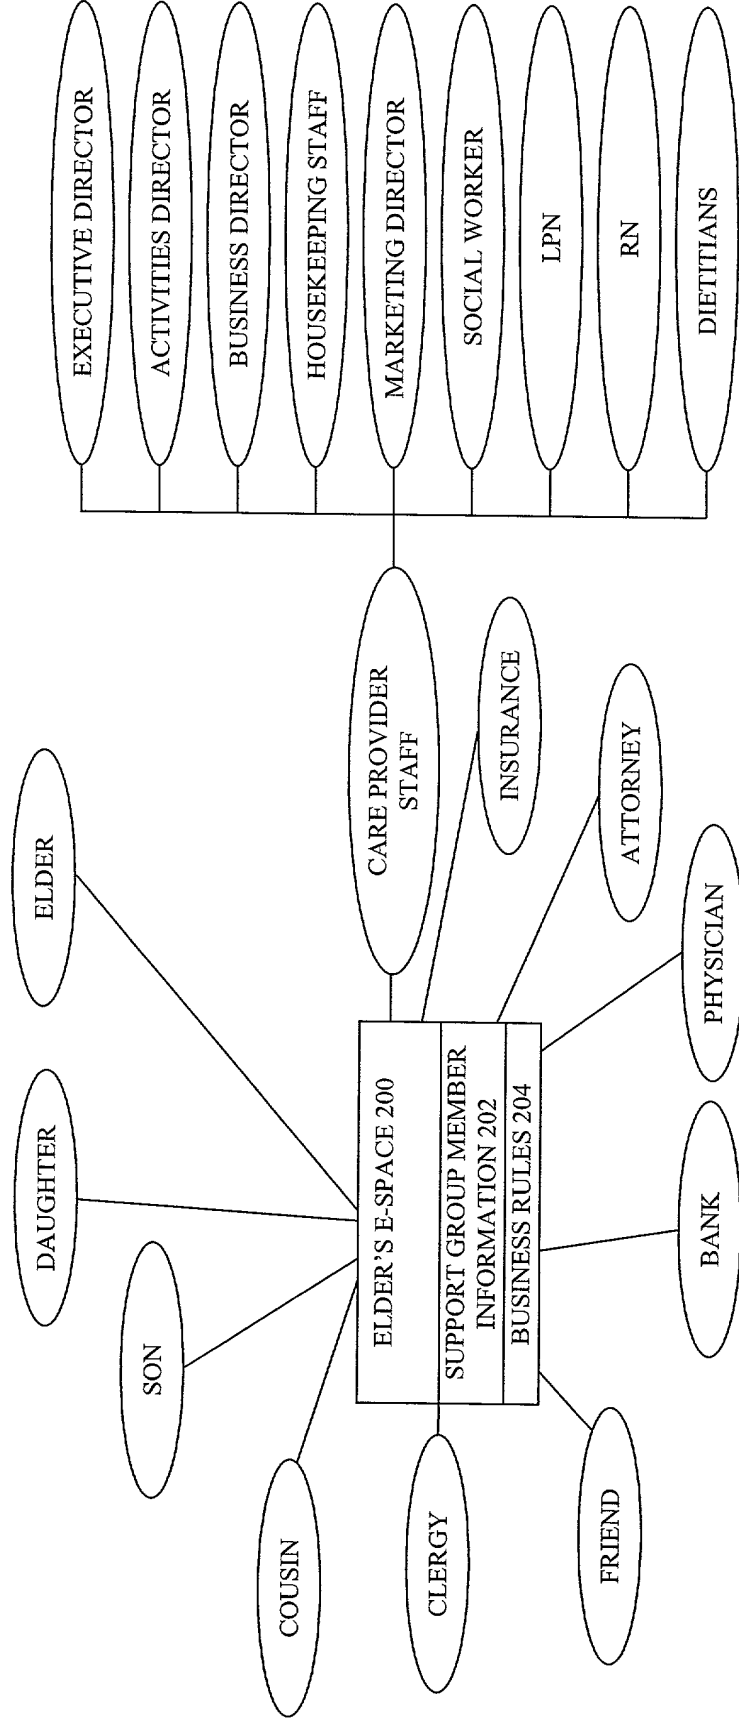 ELDER
DAUGHTER
SON
COUSIN
CLERGY
FRIEND
BANK
PHYSICIAN
ATTORNEY
INSURANCE
ELDER'S E-SPACE 200
SUPPORT GROUP MEMBER
INFORMATION 202
BUSINESS RULES 204
CARE PROVIDER
STAFF
EXECUTIVE DIRECTOR
ACTIVITIES DIRECTOR
BUSINESS DIRECTOR
HOUSEKEEPING STAFF
MARKETING DIRECTOR
SOCIAL WORKER
LPN
RN
DIETITIANS